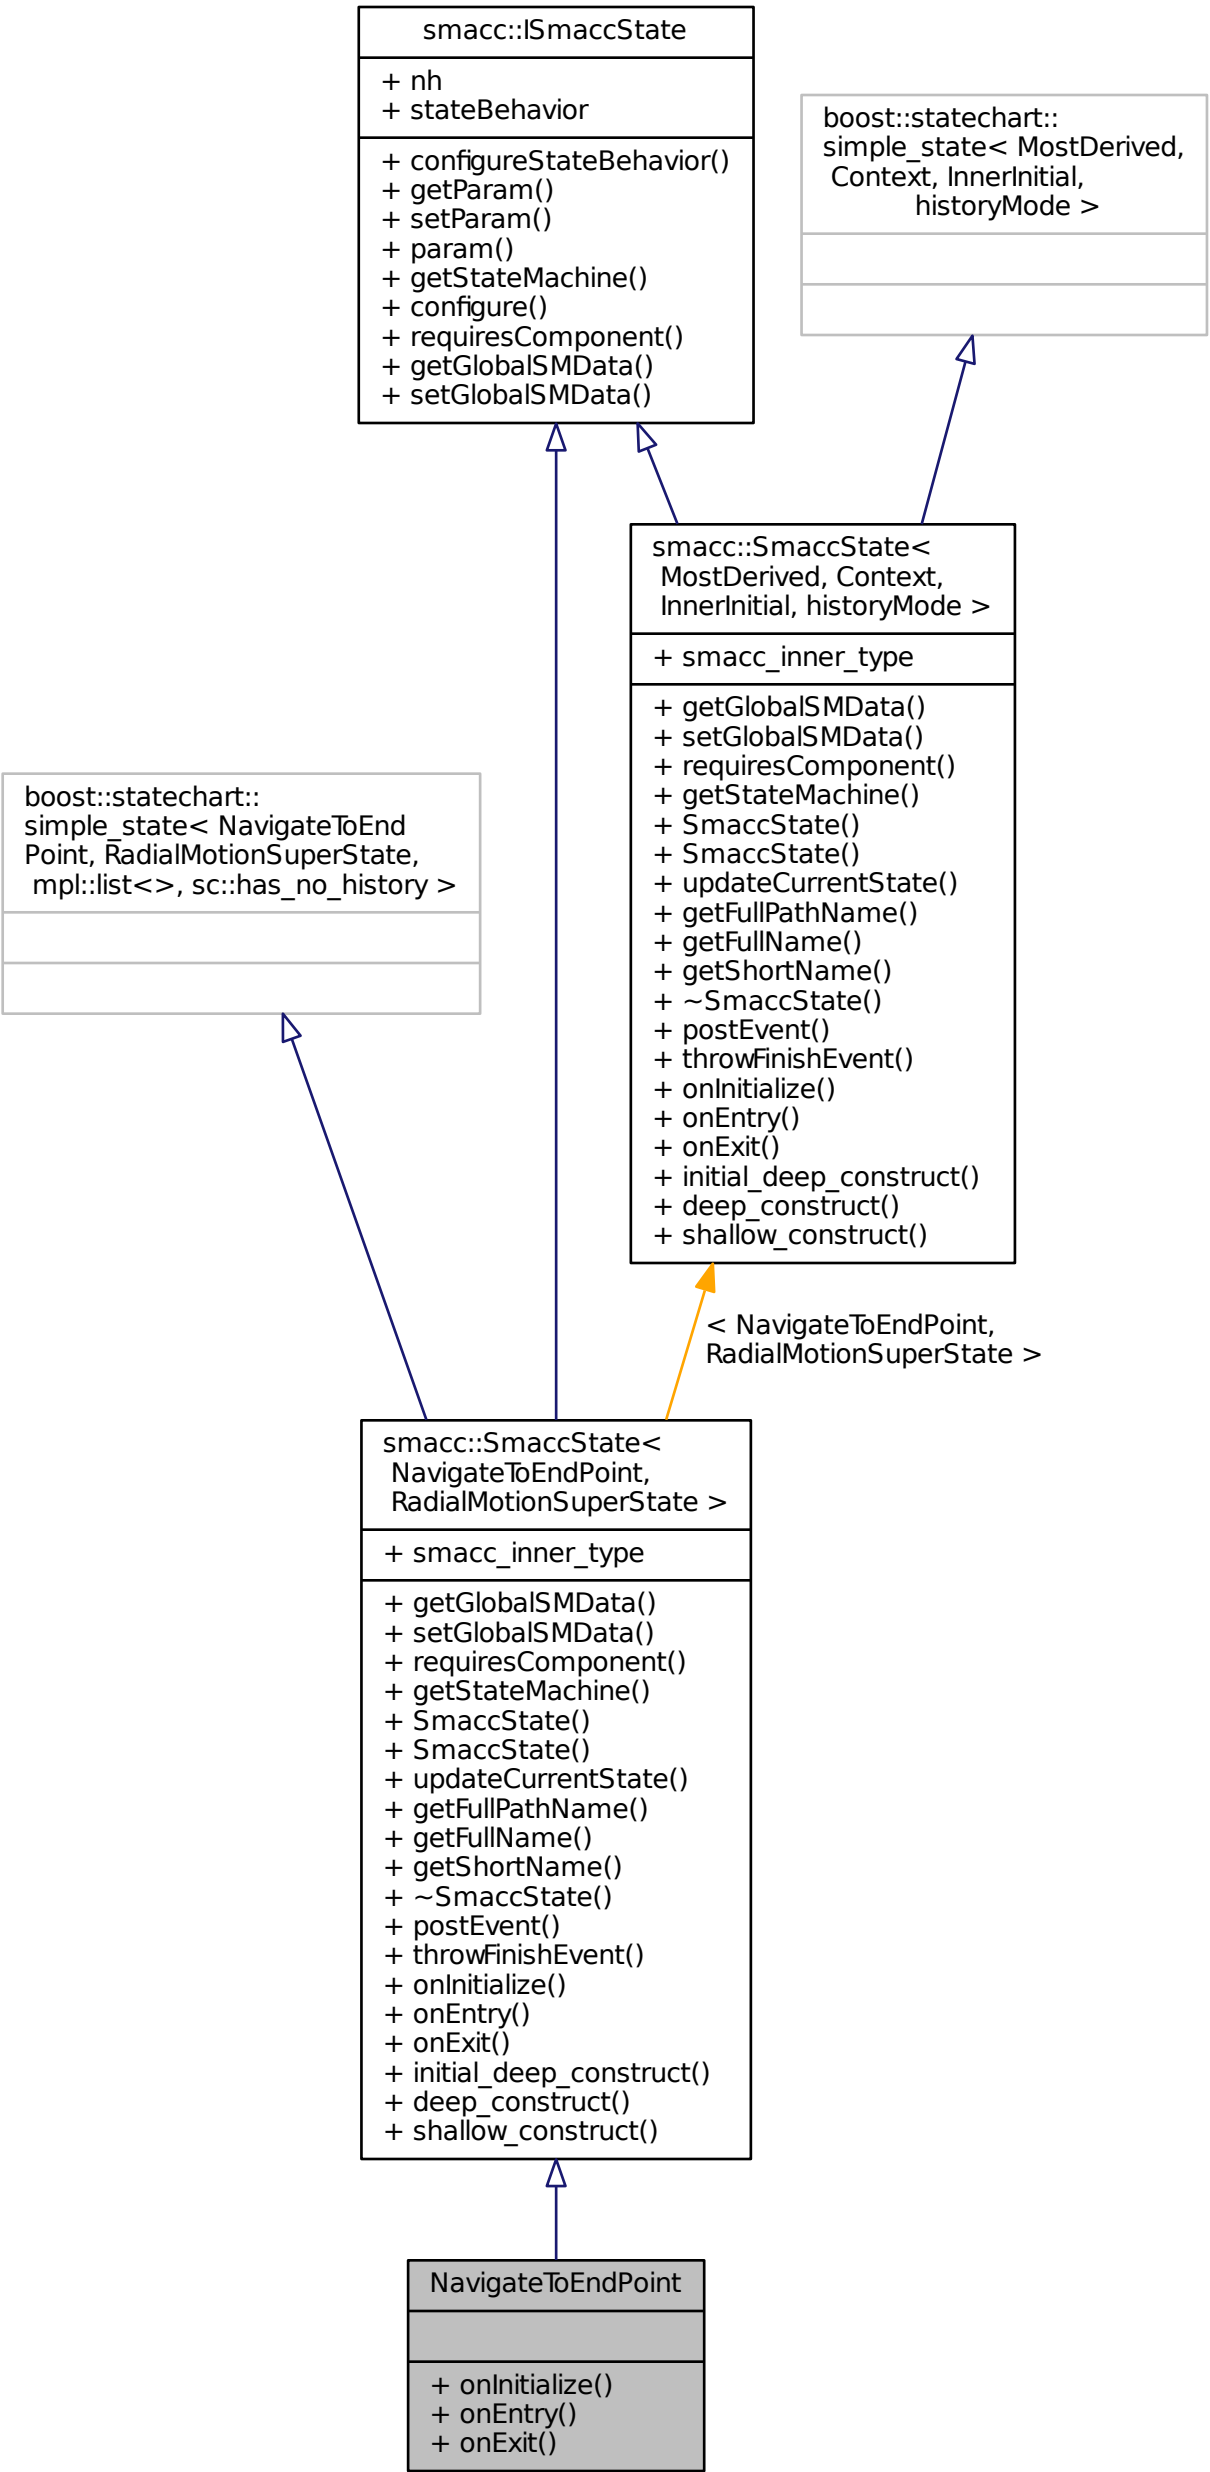 smacc::ISmaccState
+ nh
+ stateBehavior
+ configureStateBehavior()
+ getParam()
+ setParam()
+ param()
+ getStateMachine()
+ configure()
+ requiresComponent()
+ getGlobalSMData()
+ setGlobalSMData()
boost::statechart::
simple_state< MostDerived,
Context, InnerInitial,
historyMode >
smacc::SmaccState<
MostDerived, Context,
InnerInitial, historyMode >
+ smacc_inner_type
+ getGlobalSMData()
+ setGlobalSMData()
+ requiresComponent()
+ getStateMachine()
+ SmaccState()
+ SmaccState()
+ updateCurrentState()
+ getFullPathName()
+ getFullName()
+ getShortName()
+ ~SmaccState()
+ postEvent()
+ throwFinishEvent()
+ onInitialize()
+ onEntry()
+ onExit()
+ initial_deep_construct()
+ deep_construct()
+ shallow_construct()
boost::statechart::
simple_state< NavigateToEnd
Point, RadialMotionSuperState,
mpl::list<>, sc::has_no_history >
< NavigateToEndPoint,
RadialMotionSuperState >
smacc::SmaccState<
NavigateToEndPoint,
RadialMotionSuperState >
+ smacc_inner_type
+ getGlobalSMData()
+ setGlobalSMData()
+ requiresComponent()
+ getStateMachine()
+ SmaccState()
+ SmaccState()
+ updateCurrentState()
+ getFullPathName()
+ getFullName()
+ getShortName()
+ ~SmaccState()
+ postEvent()
+ throwFinishEvent()
+ onInitialize()
+ onEntry()
+ onExit()
+ initial_deep_construct()
+ deep_construct()
+ shallow_construct()
NavigateToEndPoint
+ onInitialize()
+ onEntry()
+ onExit()